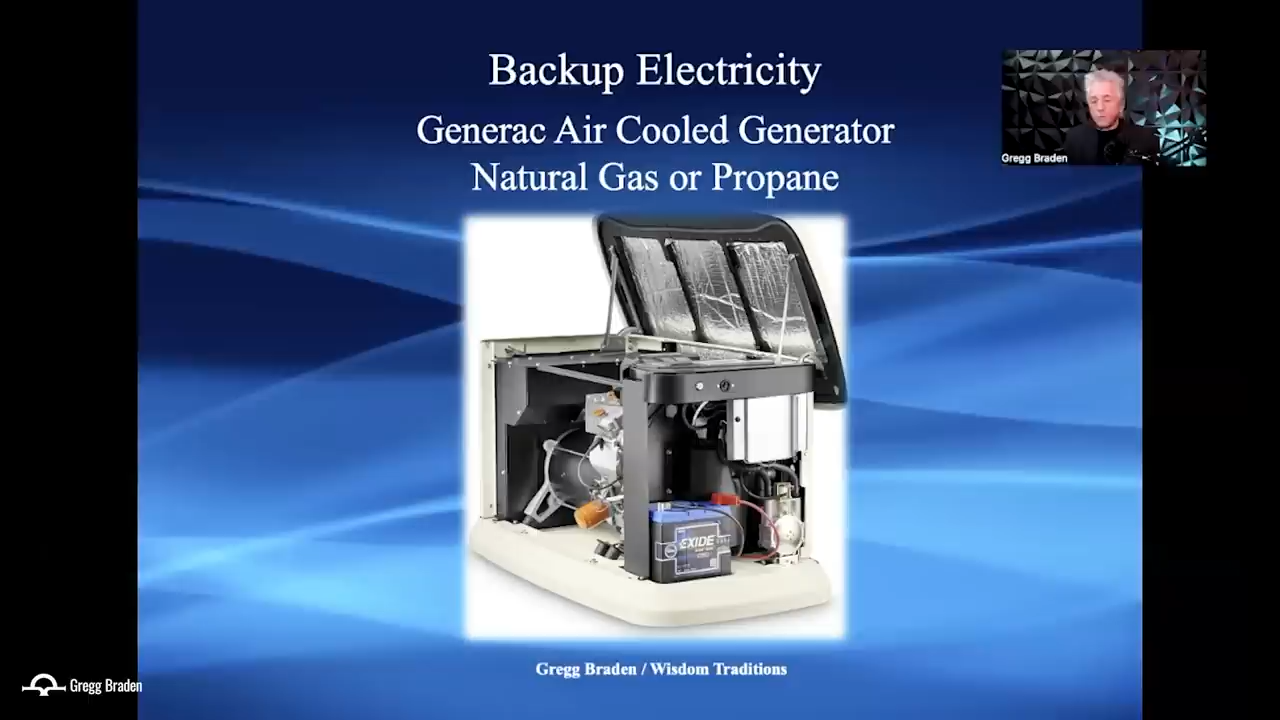 Backup Electricity
Generac Air Cooled Generator
Natural Gas or Propane
Gregg Braden
EXIDE
Gregg Braden / Wisdom Traditions
Gregg Braden